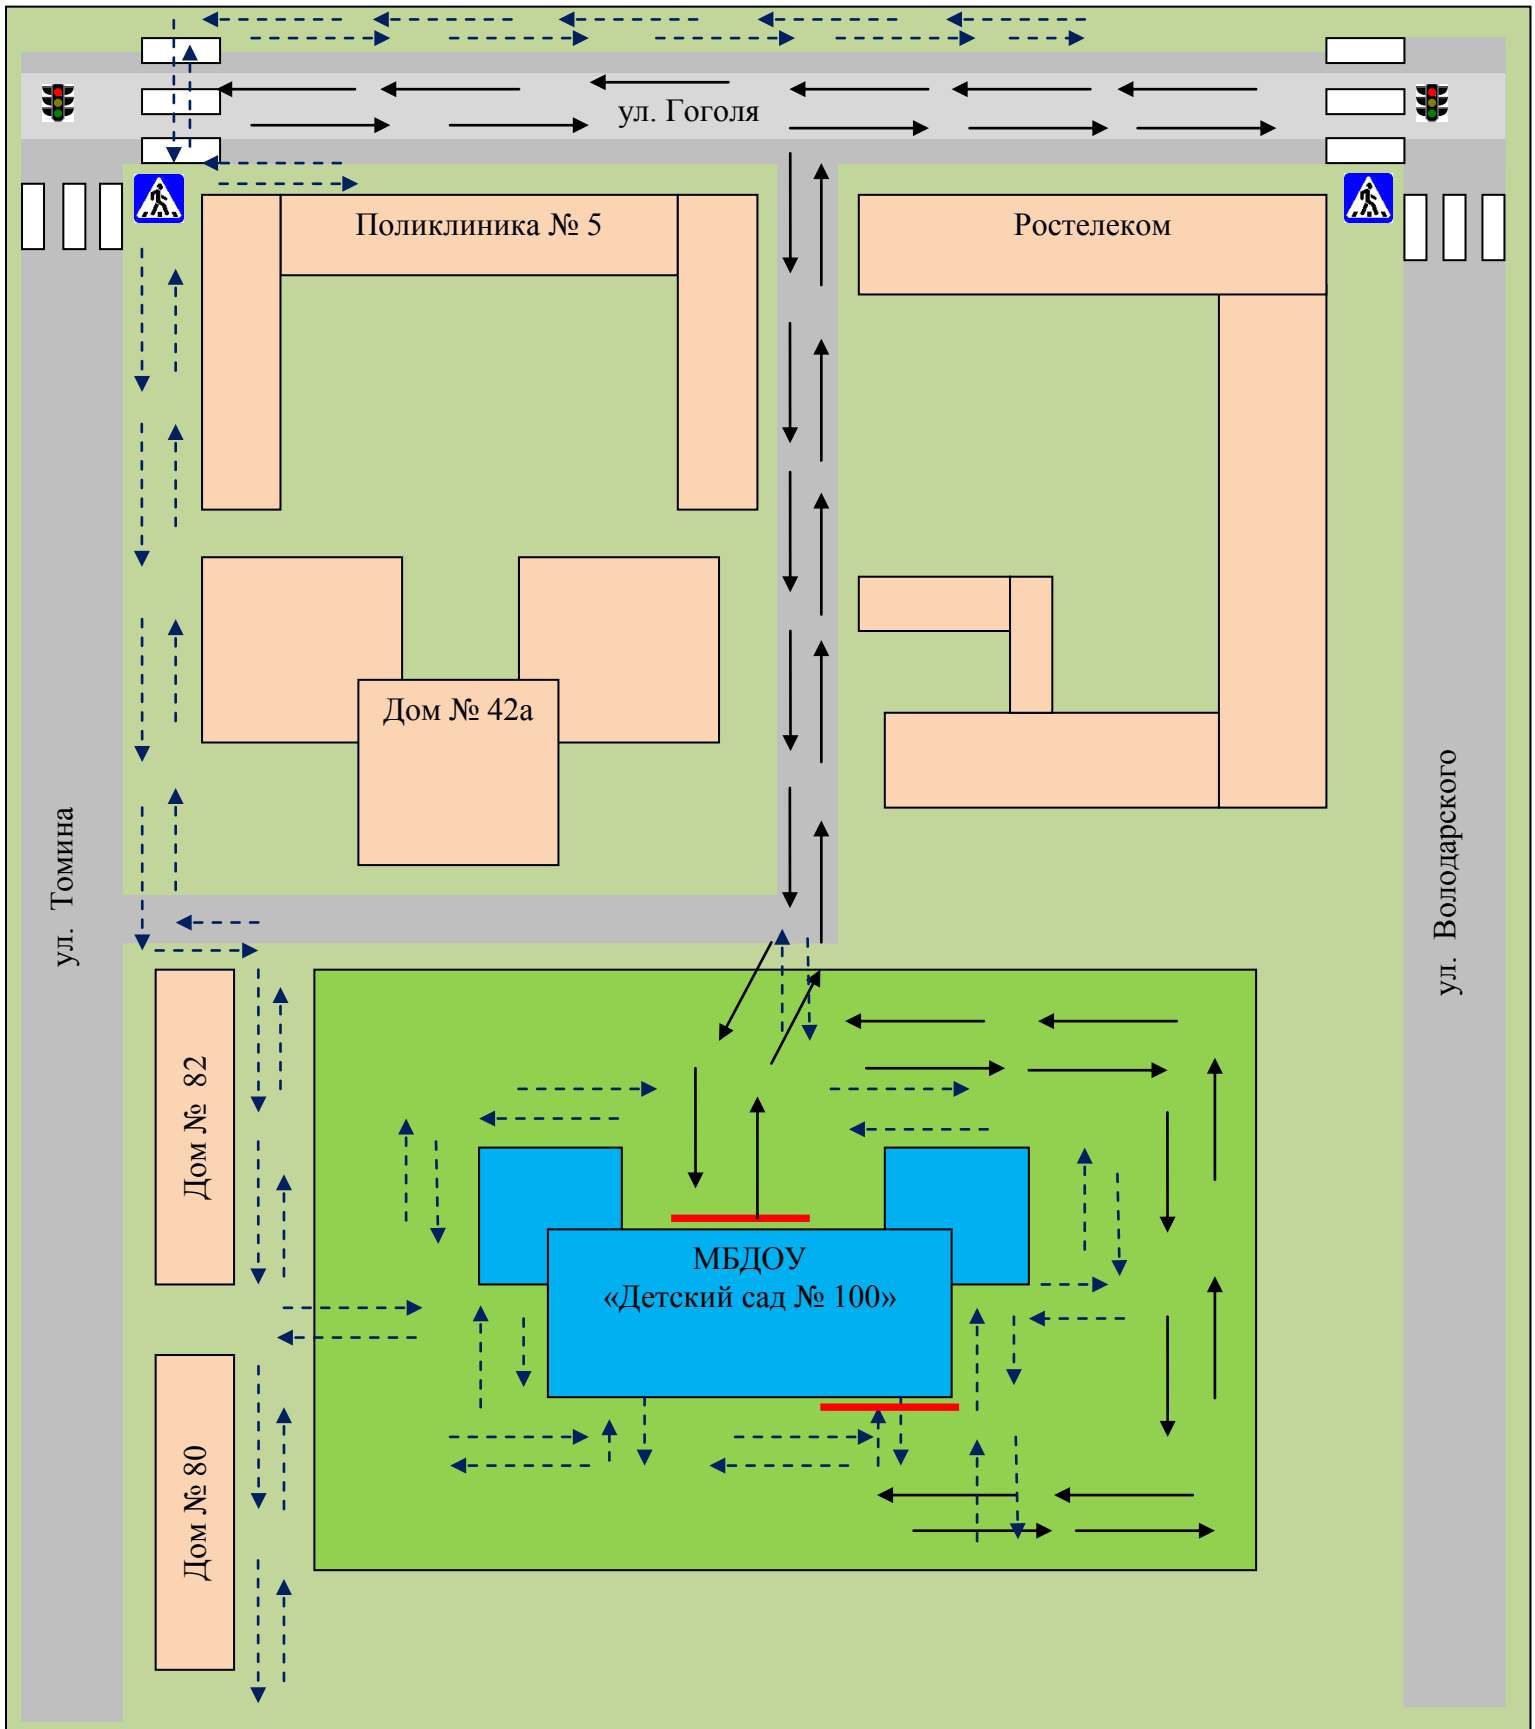 ул. Гоголя
Поликлиника № 5
Ростелеком
Дом № 42а
ул. Томина
ул. Володарского
Дом № 82
МБДОУ
«Детский сад № 100»
Дом № 80